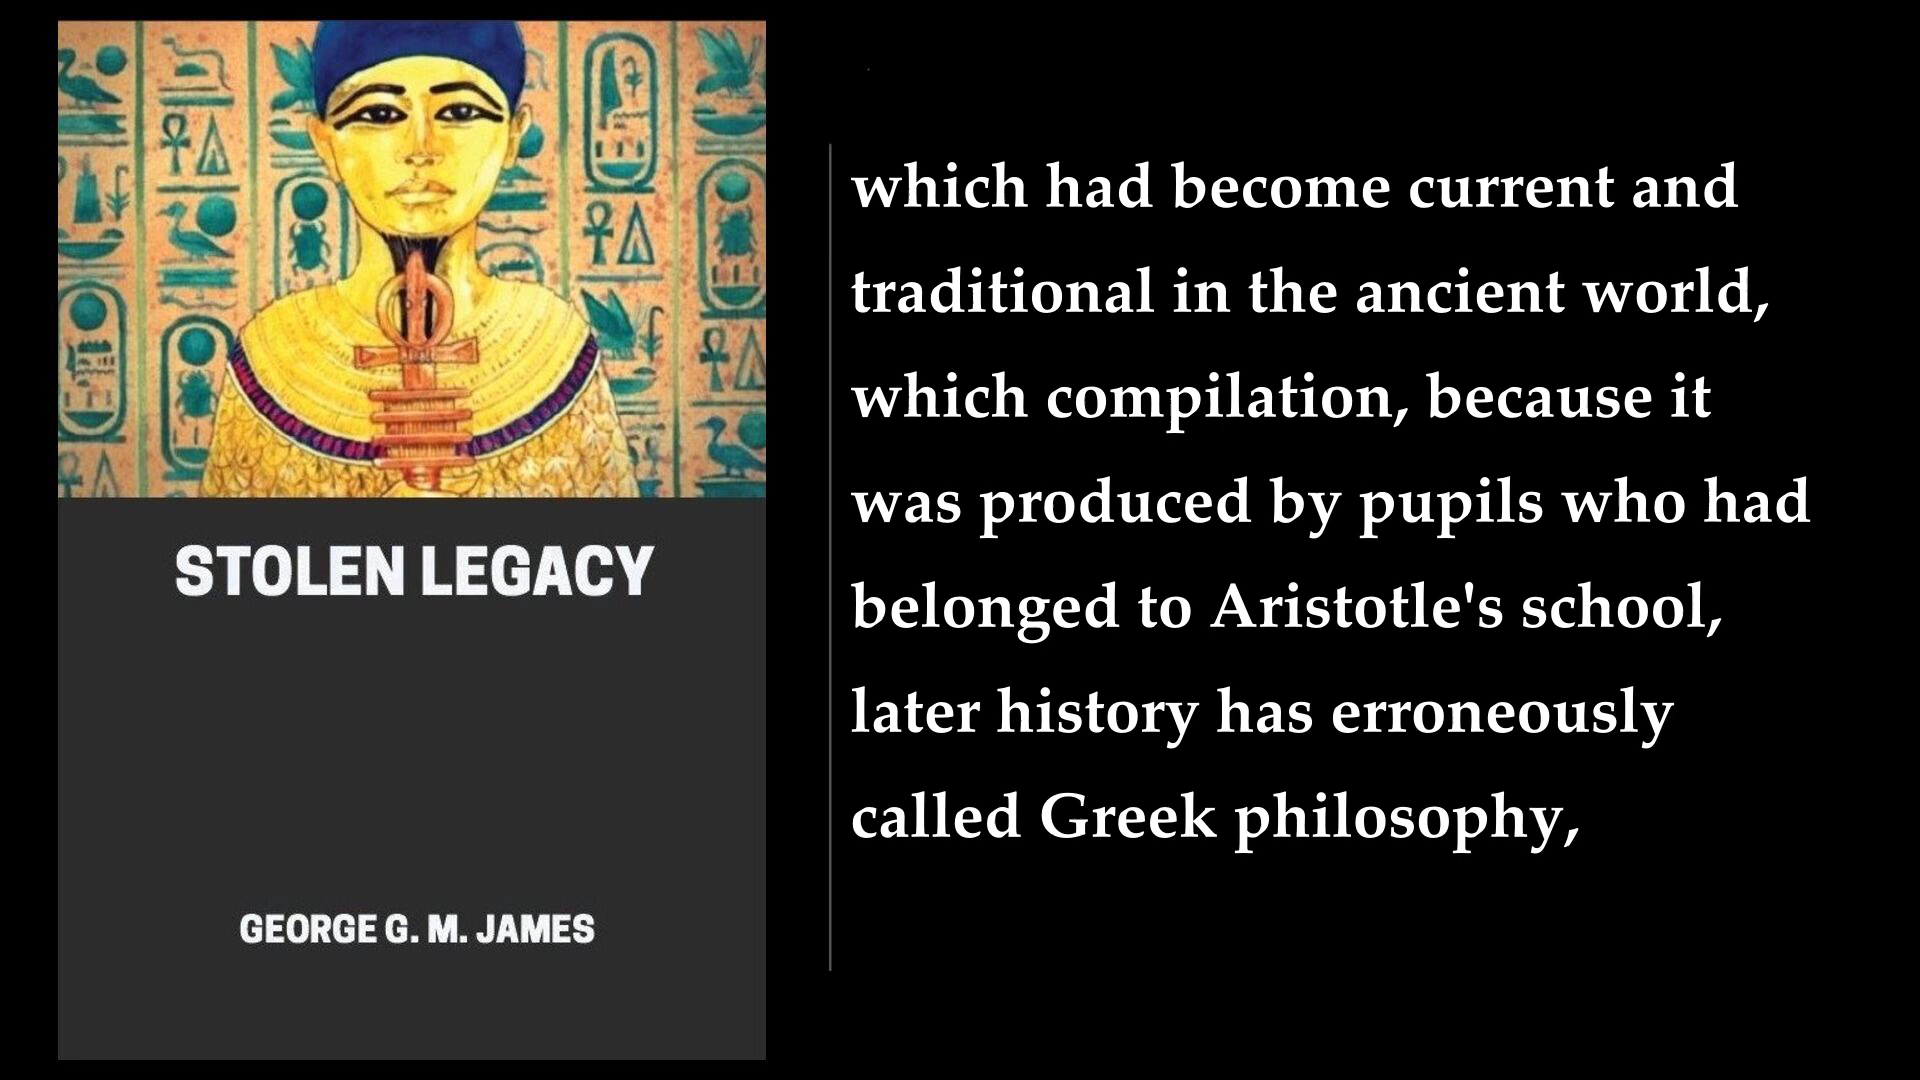 STOLEN LEGACY
GEORGE G. M. JAMES
which had become current and
traditional in the ancient world,
which compilation, because it
was produced by pupils who had
belonged to Aristotle's school,
later history has erroneously
called Greek philosophy,